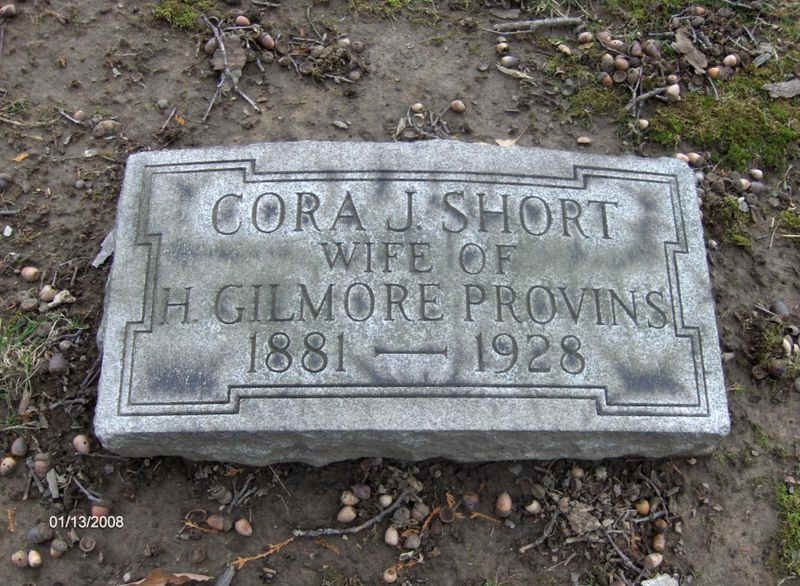 CORA J. SHORT
WIFE OF
H. GILMORE PROVINS
1881 — 1928
01/13/2008